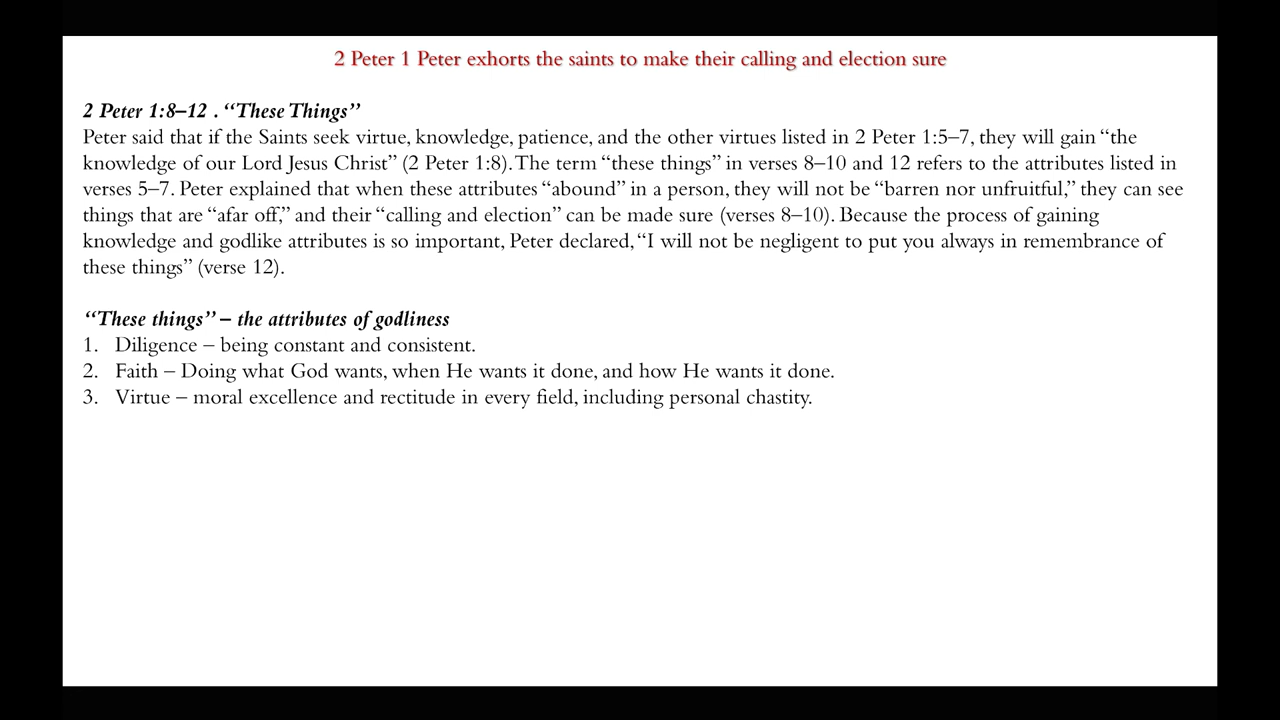 2 Peter 1 Peter exhorts the saints to make their calling and election sure
2 Peter 1:8–12 . “These Things”
Peter said that if the Saints seek virtue, knowledge, patience, and the other virtues listed in 2 Peter 1:5–7, they will gain “the
knowledge of our Lord Jesus Christ” (2 Peter 1:8). The term “these things” in verses 8–10 and 12 refers to the attributes listed in
verses 5–7. Peter explained that when these attributes “abound” in a person, they will not be “barren nor unfruitful,” they can see
things that are “afar off,” and their “calling and election” can be made sure (verses 8–10). Because the process of gaining
knowledge and godlike attributes is so important, Peter declared, “I will not be negligent to put you always in remembrance of
these things” (verse 12).
“These things” – the attributes of godliness
1. Diligence – being constant and consistent.
2. Faith – Doing what God wants, when He wants it done, and how He wants it done.
3. Virtue – moral excellence and rectitude in every field, including personal chastity.